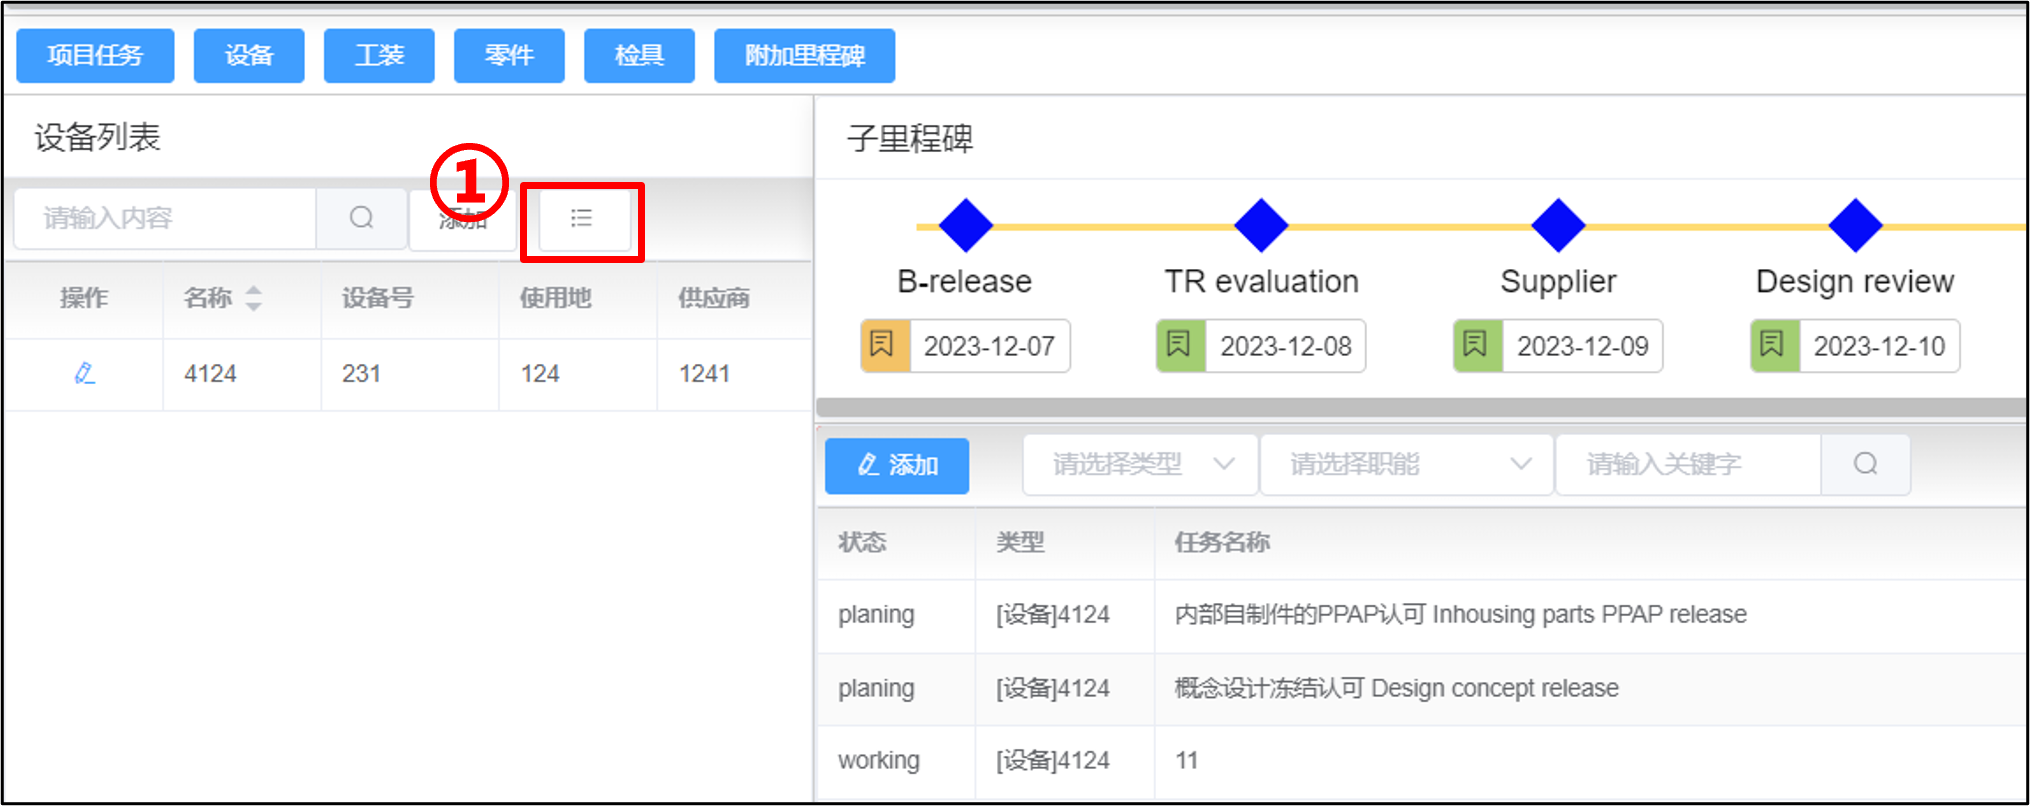 项目任务 设备 工装 零件 检具 附加里程碑
设备列表
①
请输入内容 添加
操作 名称 设备号 使用地 供应商
4124 231 124 1241
子里程碑
B-release TR evaluation Supplier Design review
2023-12-07 2023-12-08 2023-12-09 2023-12-10
添加 请选择类型 请选择职能 请输入关键字
状态 类型 任务名称
planing [设备]4124 内部自制件的PPAP认可 Inhousing parts PPAP release
planing [设备]4124 概念设计冻结认可 Design concept release
working [设备]4124 11